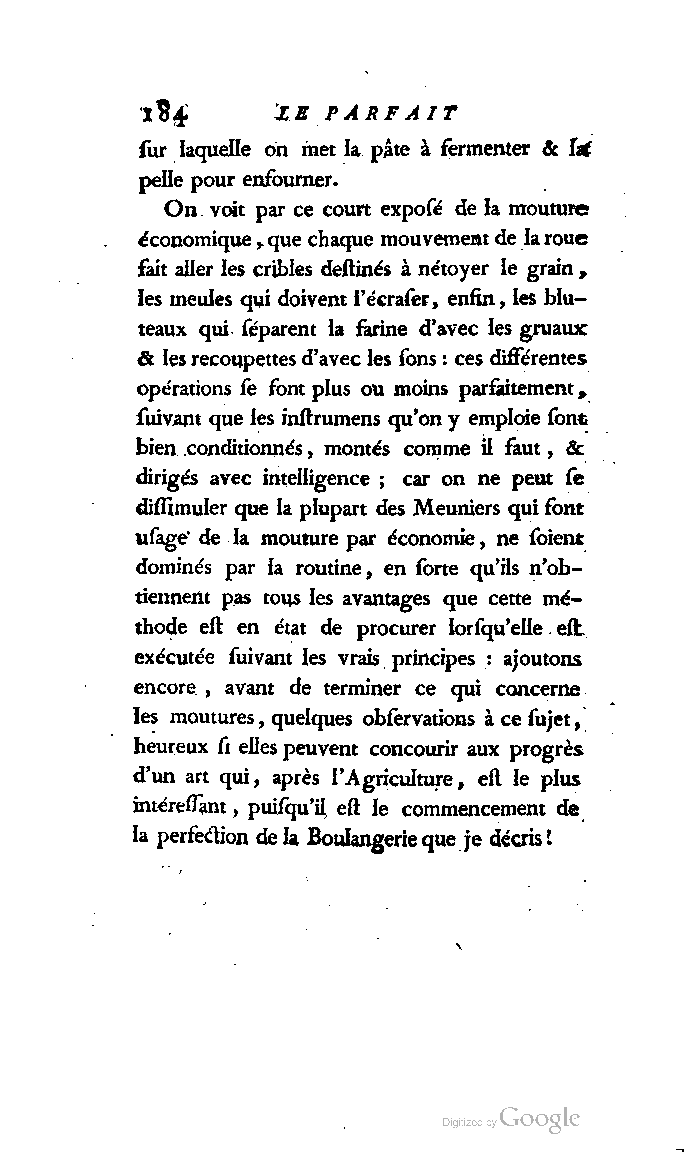 184 LE PARFAIT
ſur laquelle on met la pâte à fermenter & ſa
pelle pour enfourner.
On voit par ce court expoſé de la mouture
économique, que chaque mouvement de la roue
fait aller les cribles deſtinés à nétoyer le grain,
les meules qui doivent l'écraſer, enfin, les blu-
teaux qui ſéparent la farine d'avec les gruaux
& les recoupettes d'avec les ſons : ces différentes
opérations ſe font plus ou moins parfaitement,
ſuivant que les inſtrumens qu'on y emploie ſont
bien conditionnés, montés comme il faut, &
dirigés avec intelligence ; car on ne peut ſe
diſſimuler que la plupart des Meuniers qui font
uſage de la mouture par économie, ne ſoient
dominés par la routine, en ſorte qu'ils n'ob-
tiennent pas tous les avantages que cette mé-
thode eſt en état de procurer lorſqu'elle eſt
exécutée ſuivant les vrais principes : ajoutons
encore, avant de terminer ce qui concerne
les moutures, quelques obſervations à ce ſujet,
heureux ſi elles peuvent concourir aux progrès
d'un art qui, après l'Agriculture, eſt le plus
intéreſſant, puiſqu'il eſt le commencement de
la perfection de la Boulangerie que je décris !
Digitized by Google